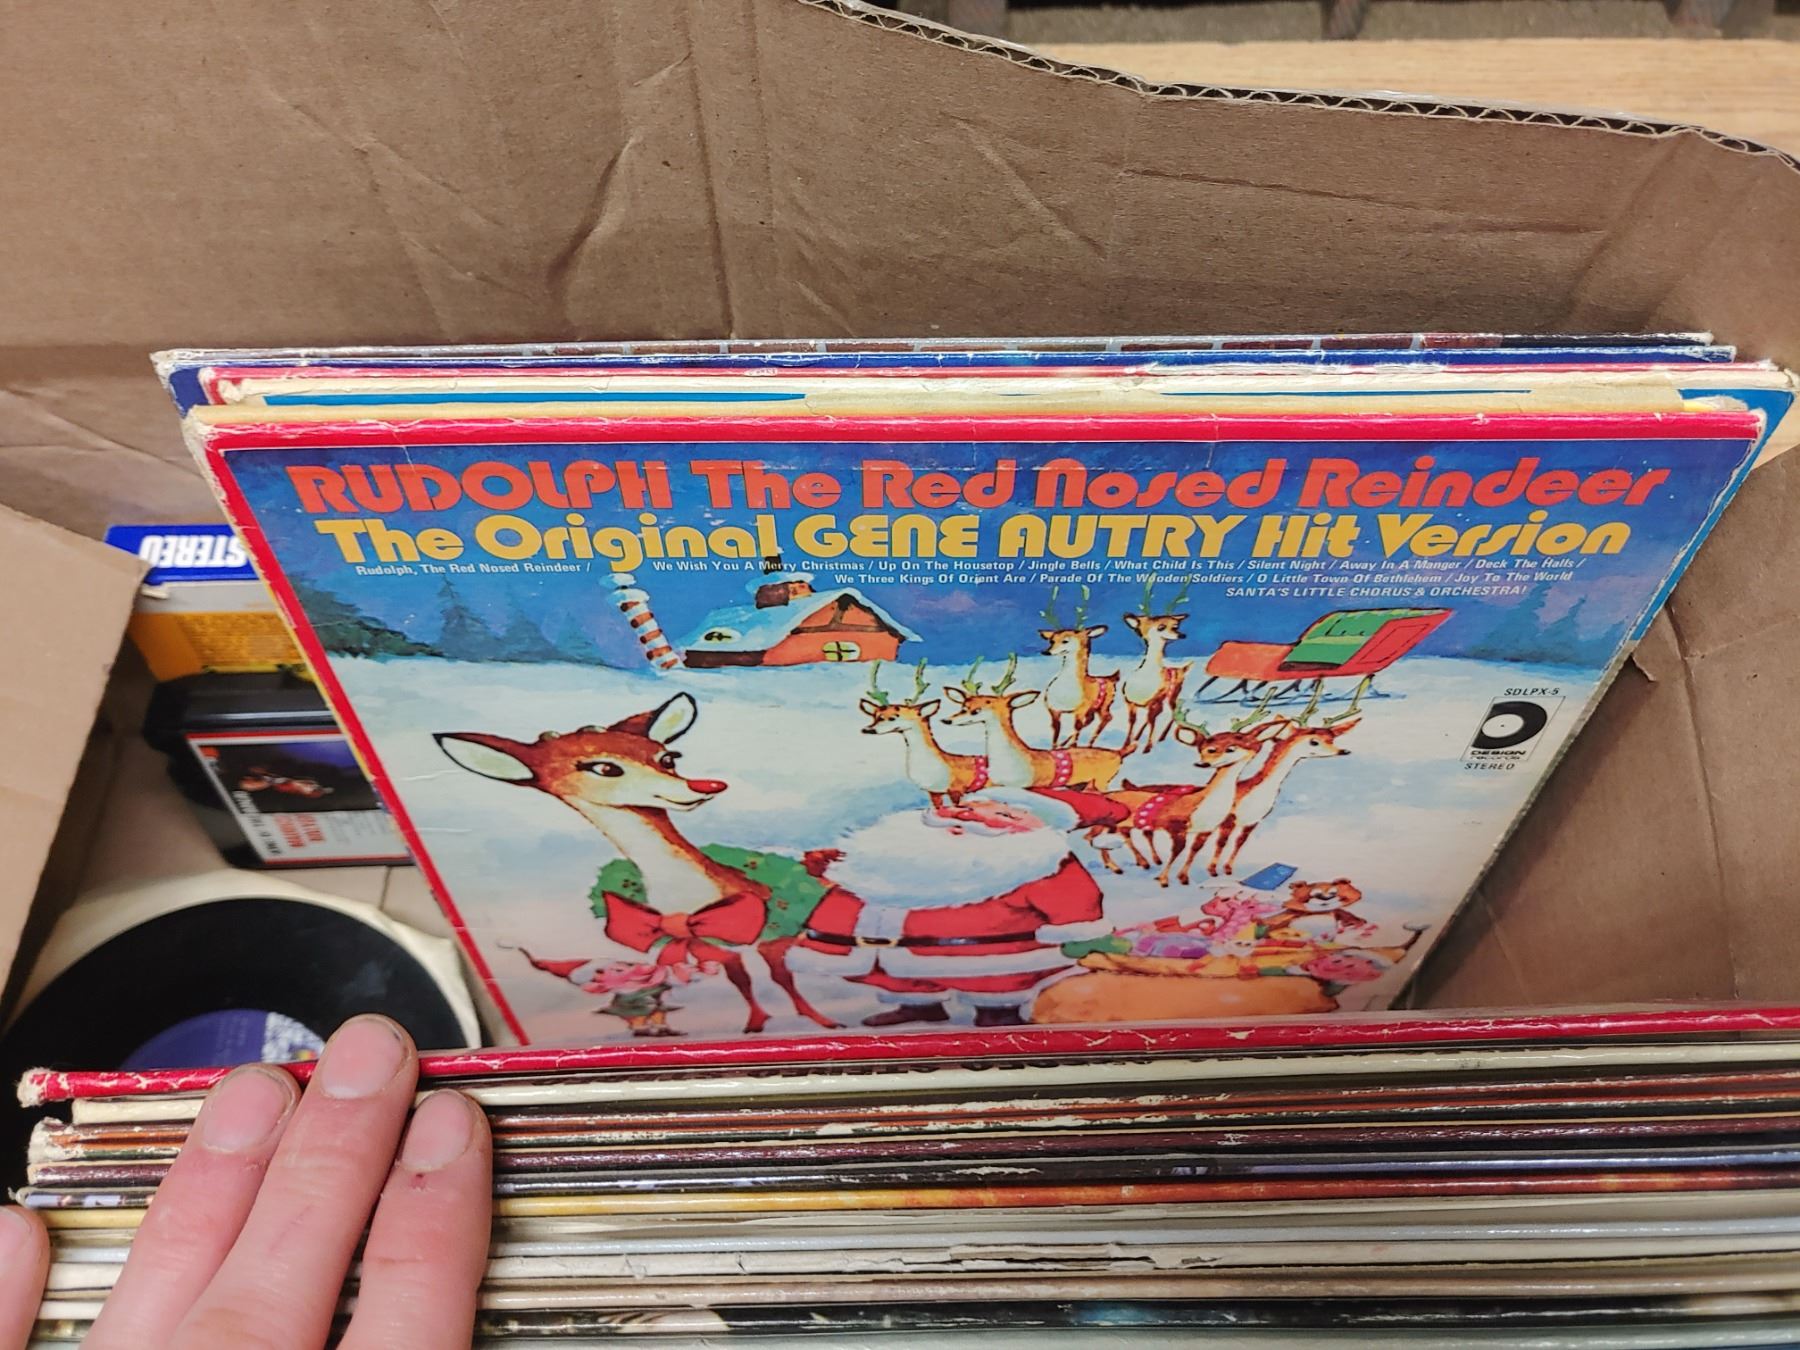 RUDOLPH The Red Nosed Reindeer
The Original GENE AUTRY Hit Version
Rudolph, The Red Nosed Reindeer / We Wish You A Merry Christmas / Up On The Housetop / Jingle Bells / What Child Is This / Silent Night / Away In A Manger / Deck The Halls /
We Three Kings Of Orient Are / Parade Of The Wooden Soldiers / O Little Town Of Bethlehem / Joy To The World
SANTA'S LITTLE CHORUS & ORCHESTRA!
SDLPX-5
DESIGN
records
STEREO
STEREO